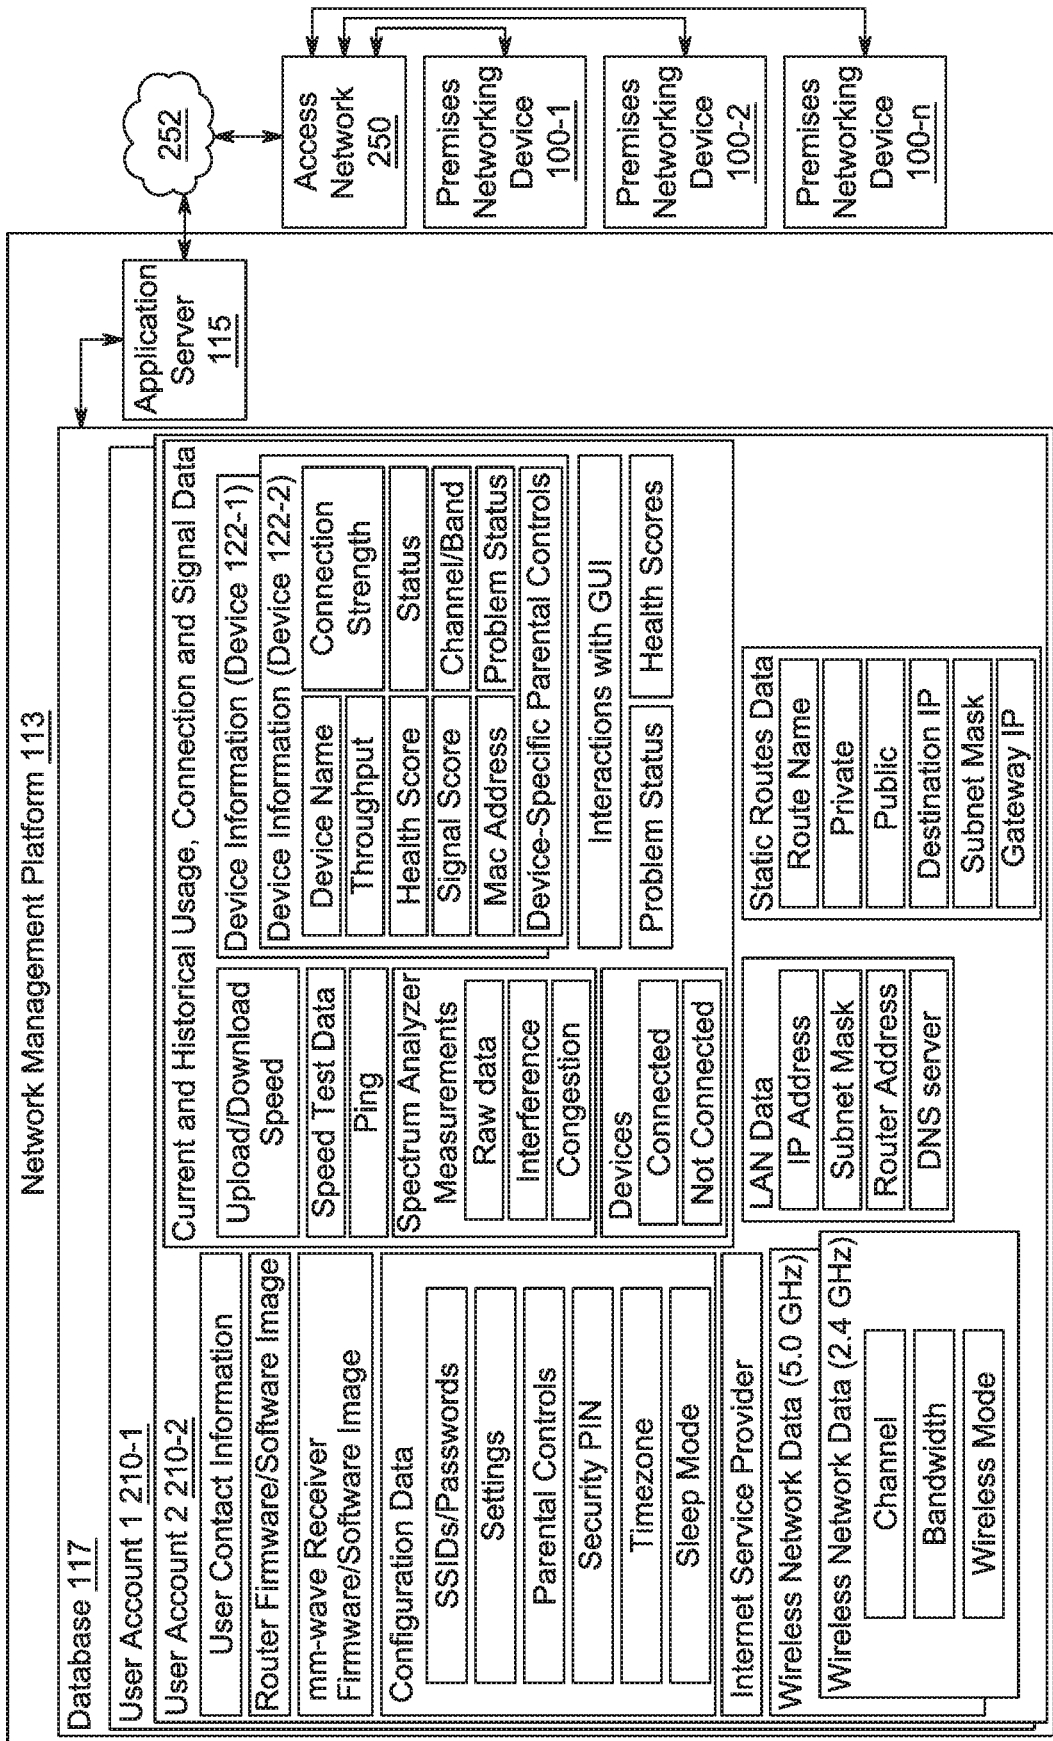 Network Management Platform 113
Database 117
User Account 1 210-1
User Account 2 210-2
User Contact Information
Router Firmware/Software Image
mm-wave Receiver
Firmware/Software Image
Configuration Data
SSIDs/Passwords
Settings
Parental Controls
Security PIN
Timezone
Sleep Mode
Internet Service Provider
Wireless Network Data (5.0 GHz)
Wireless Network Data (2.4 GHz)
Channel
Bandwidth
Wireless Mode
Current and Historical Usage, Connection and Signal Data
Upload/Download
Speed
Speed Test Data
Ping
Spectrum Analyzer
Measurements
Raw data
Interference
Congestion
Devices
Connected
Not Connected
Device Information (Device 122-1)
Device Information (Device 122-2)
Device Name
Throughput
Health Score
Signal Score
Mac Address
Connection
Strength
Status
Channel/Band
Problem Status
Device-Specific Parental Controls
Interactions with GUI
Problem Status
Health Scores
LAN Data
IP Address
Subnet Mask
Router Address
DNS server
Static Routes Data
Route Name
Private
Public
Destination IP
Subnet Mask
Gateway IP
Application
Server
115
252
Access
Network
250
Premises
Networking
Device
100-1
Premises
Networking
Device
100-2
Premises
Networking
Device
100-n